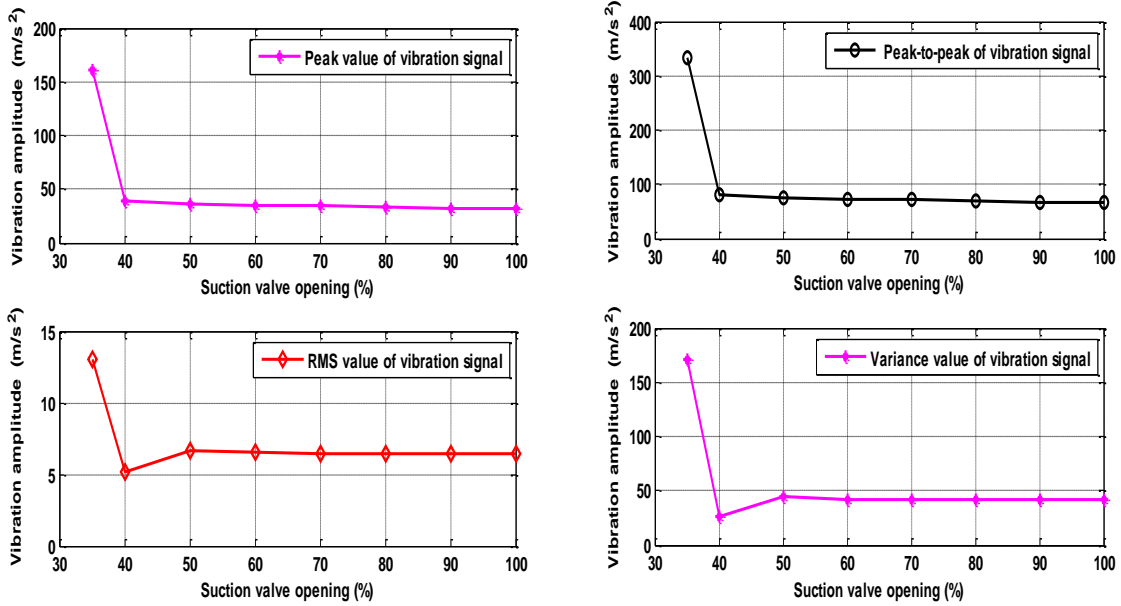 Vibration amplitude (m/s²)
200
150
100
50
0
Peak value of vibration signal
30 40 50 60 70 80 90 100
Suction valve opening (%)
Vibration amplitude (m/s²)
400
300
200
100
0
Peak-to-peak of vibration signal
30 40 50 60 70 80 90 100
Suction valve opening (%)
Vibration amplitude (m/s²)
15
10
5
0
RMS value of vibration signal
30 40 50 60 70 80 90 100
Suction valve opening (%)
Vibration amplitude (m/s²)
200
150
100
50
0
Variance value of vibration signal
30 40 50 60 70 80 90 100
Suction valve opening (%)